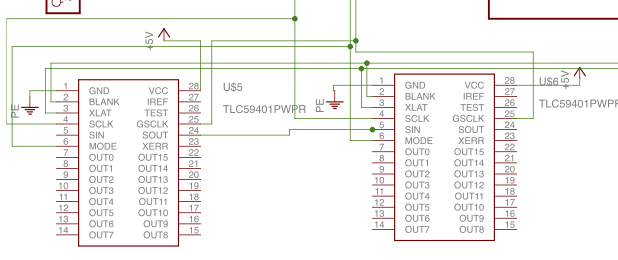 +5V
PE
1 GND VCC 28
2 BLANK IREF 27
3 XLAT TEST 26
4 SCLK GSCLK 25
5 SIN SOUT 24
6 MODE XERR 23
7 OUT0 OUT15 22
8 OUT1 OUT14 21
9 OUT2 OUT13 20
10 OUT3 OUT12 19
11 OUT4 OUT11 18
12 OUT5 OUT10 17
13 OUT6 OUT9 16
14 OUT7 OUT8 15
U$5
TLC59401PWPR
PE
1 GND VCC 28
2 BLANK IREF 27
3 XLAT TEST 26
4 SCLK GSCLK 25
5 SIN SOUT 24
6 MODE XERR 23
7 OUT0 OUT15 22
8 OUT1 OUT14 21
9 OUT2 OUT13 20
10 OUT3 OUT12 19
11 OUT4 OUT11 18
12 OUT5 OUT10 17
13 OUT6 OUT9 16
14 OUT7 OUT8 15
U$6
+5V
TLC59401PWPR